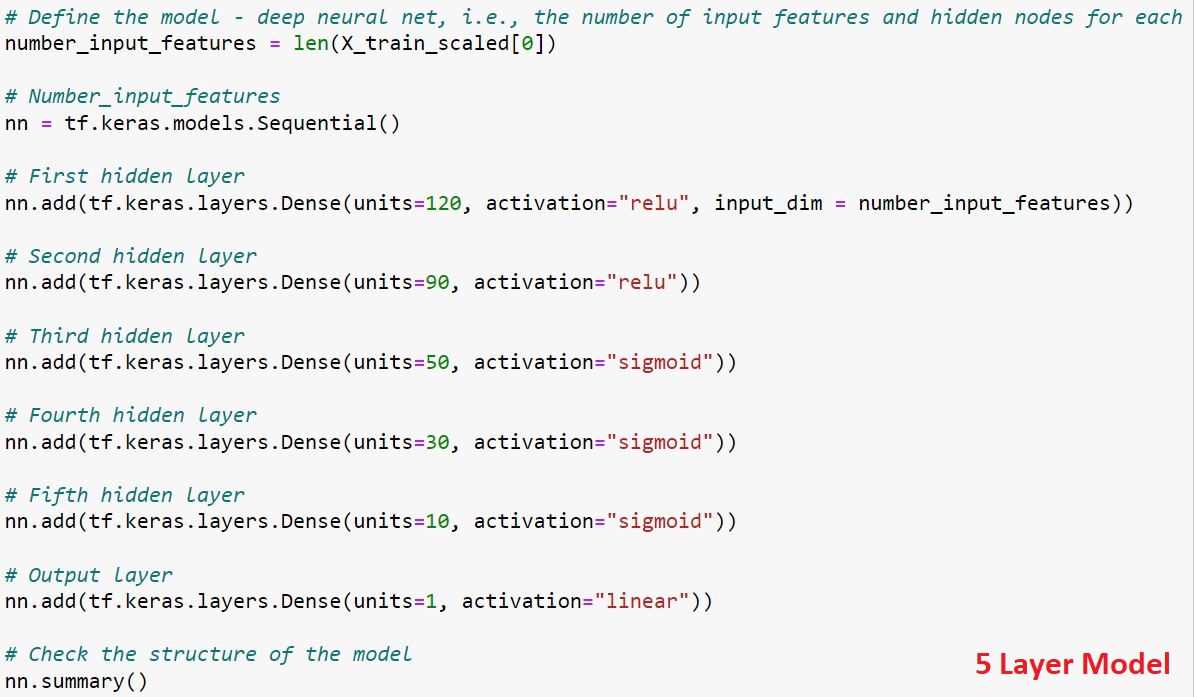 # Define the model - deep neural net, i.e., the number of input features and hidden nodes for each
number_input_features = len(X_train_scaled[0])
# Number_input_features
nn = tf.keras.models.Sequential()
# First hidden layer
nn.add(tf.keras.layers.Dense(units=120, activation="relu", input_dim = number_input_features))
# Second hidden layer
nn.add(tf.keras.layers.Dense(units=90, activation="relu"))
# Third hidden layer
nn.add(tf.keras.layers.Dense(units=50, activation="sigmoid"))
# Fourth hidden layer
nn.add(tf.keras.layers.Dense(units=30, activation="sigmoid"))
# Fifth hidden layer
nn.add(tf.keras.layers.Dense(units=10, activation="sigmoid"))
# Output layer
nn.add(tf.keras.layers.Dense(units=1, activation="linear"))
# Check the structure of the model
nn.summary()
5 Layer Model